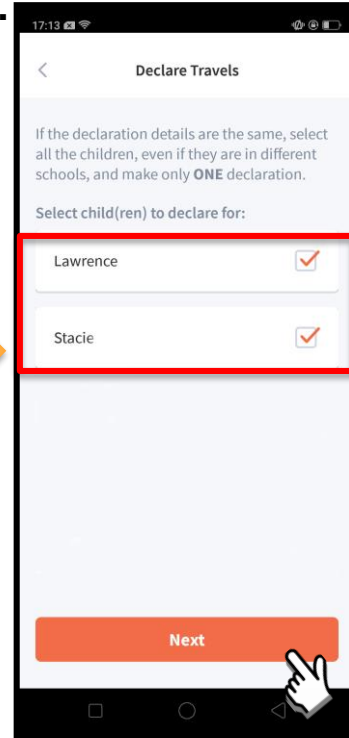 17:13
Declare Travels
If the declaration details are the same, select
all the children, even if they are in different
schools, and make only ONE declaration.
Select child(ren) to declare for:
Lawrence
Stacie
Next